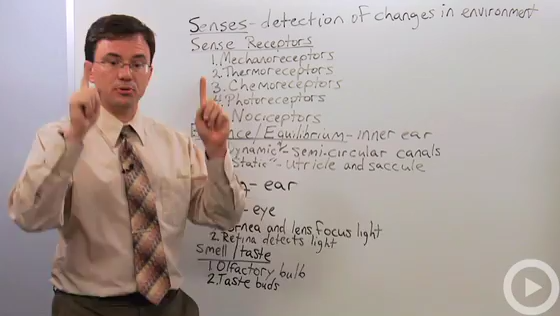 Senses - detection of changes in environment
Sense Receptors
1. Mechanoreceptors
2. Thermoreceptors
3. Chemoreceptors
4. Photoreceptors
Nociceptors
/Equilibrium - inner ear
- semi-circular canals
"Static" - utricle and saccule
- ear
- eye
and lens focus light
2. Retina detects light
Smell/taste
1. Olfactory bulb
2. Taste buds